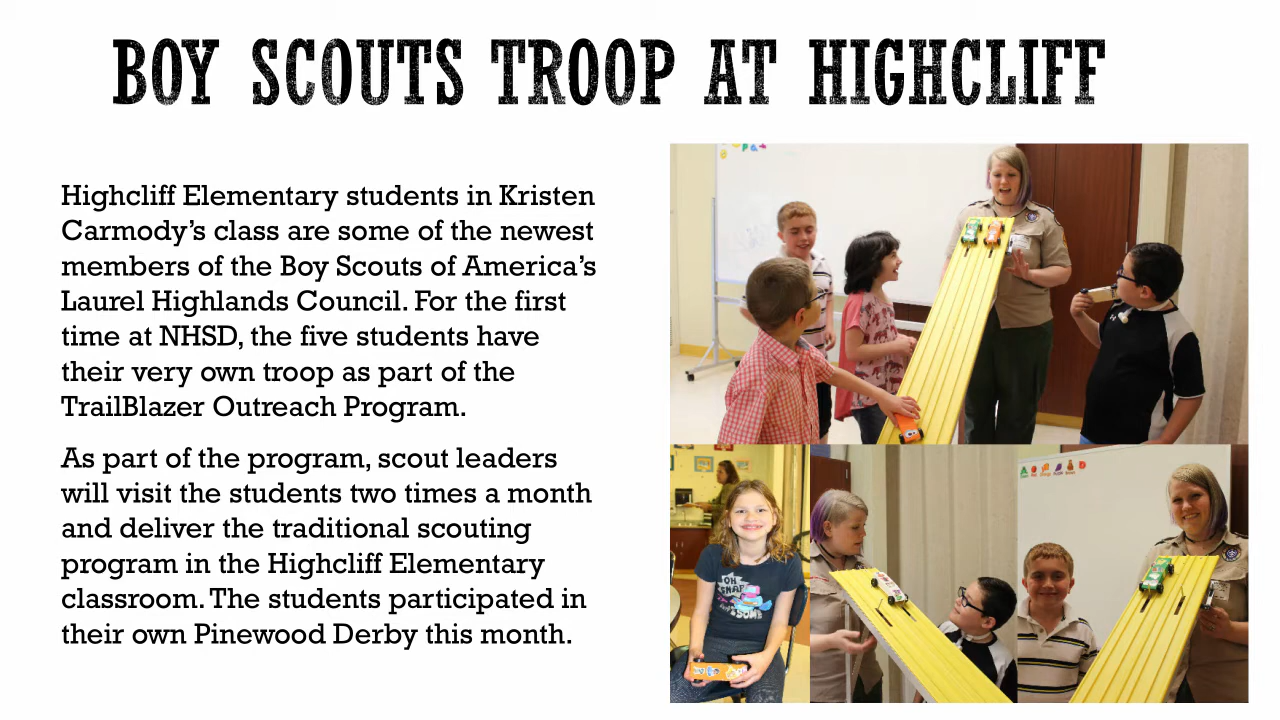 BOY SCOUTS TROOP AT HIGHCLIFF
Highcliff Elementary students in Kristen
Carmody's class are some of the newest
members of the Boy Scouts of America's
Laurel Highlands Council. For the first
time at NHSD, the five students have
their very own troop as part of the
TrailBlazer Outreach Program.
As part of the program, scout leaders
will visit the students two times a month
and deliver the traditional scouting
program in the Highcliff Elementary
classroom. The students participated in
their own Pinewood Derby this month.
OH
SNAP